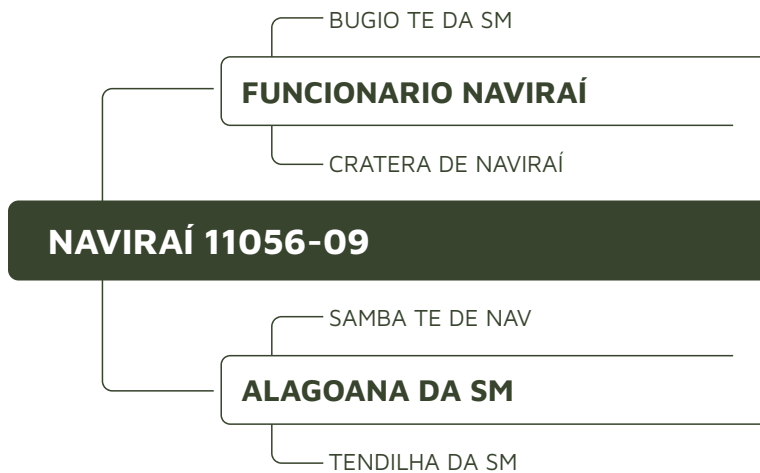 BUGIO TE DA SM
FUNCIONARIO NAVIRAÍ
CRATERA DE NAVIRAÍ
NAVIRAÍ 11056-09
SAMBA TE DE NAV
ALAGOANA DA SM
TENDILHA DA SM